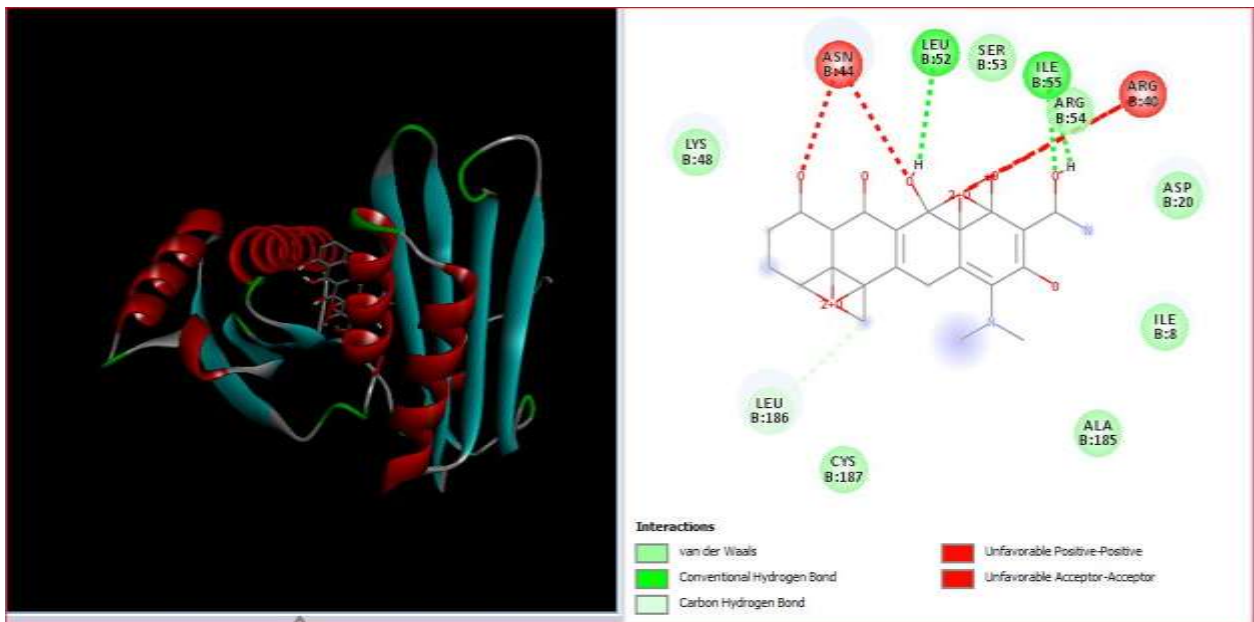 ASN
B:44
LEU
B:52
SER
B:53
ILE
B:55
ARG
B:54
ARG
B:40
LYS
B:48
ASP
B:20
H
H
O
O
O
O
O
2+O
N
O
2+O
N
ILE
B:8
LEU
B:186
ALA
B:185
CYS
B:187
Interactions
van der Waals
Conventional Hydrogen Bond
Carbon Hydrogen Bond
Unfavorable Positive-Positive
Unfavorable Acceptor-Acceptor